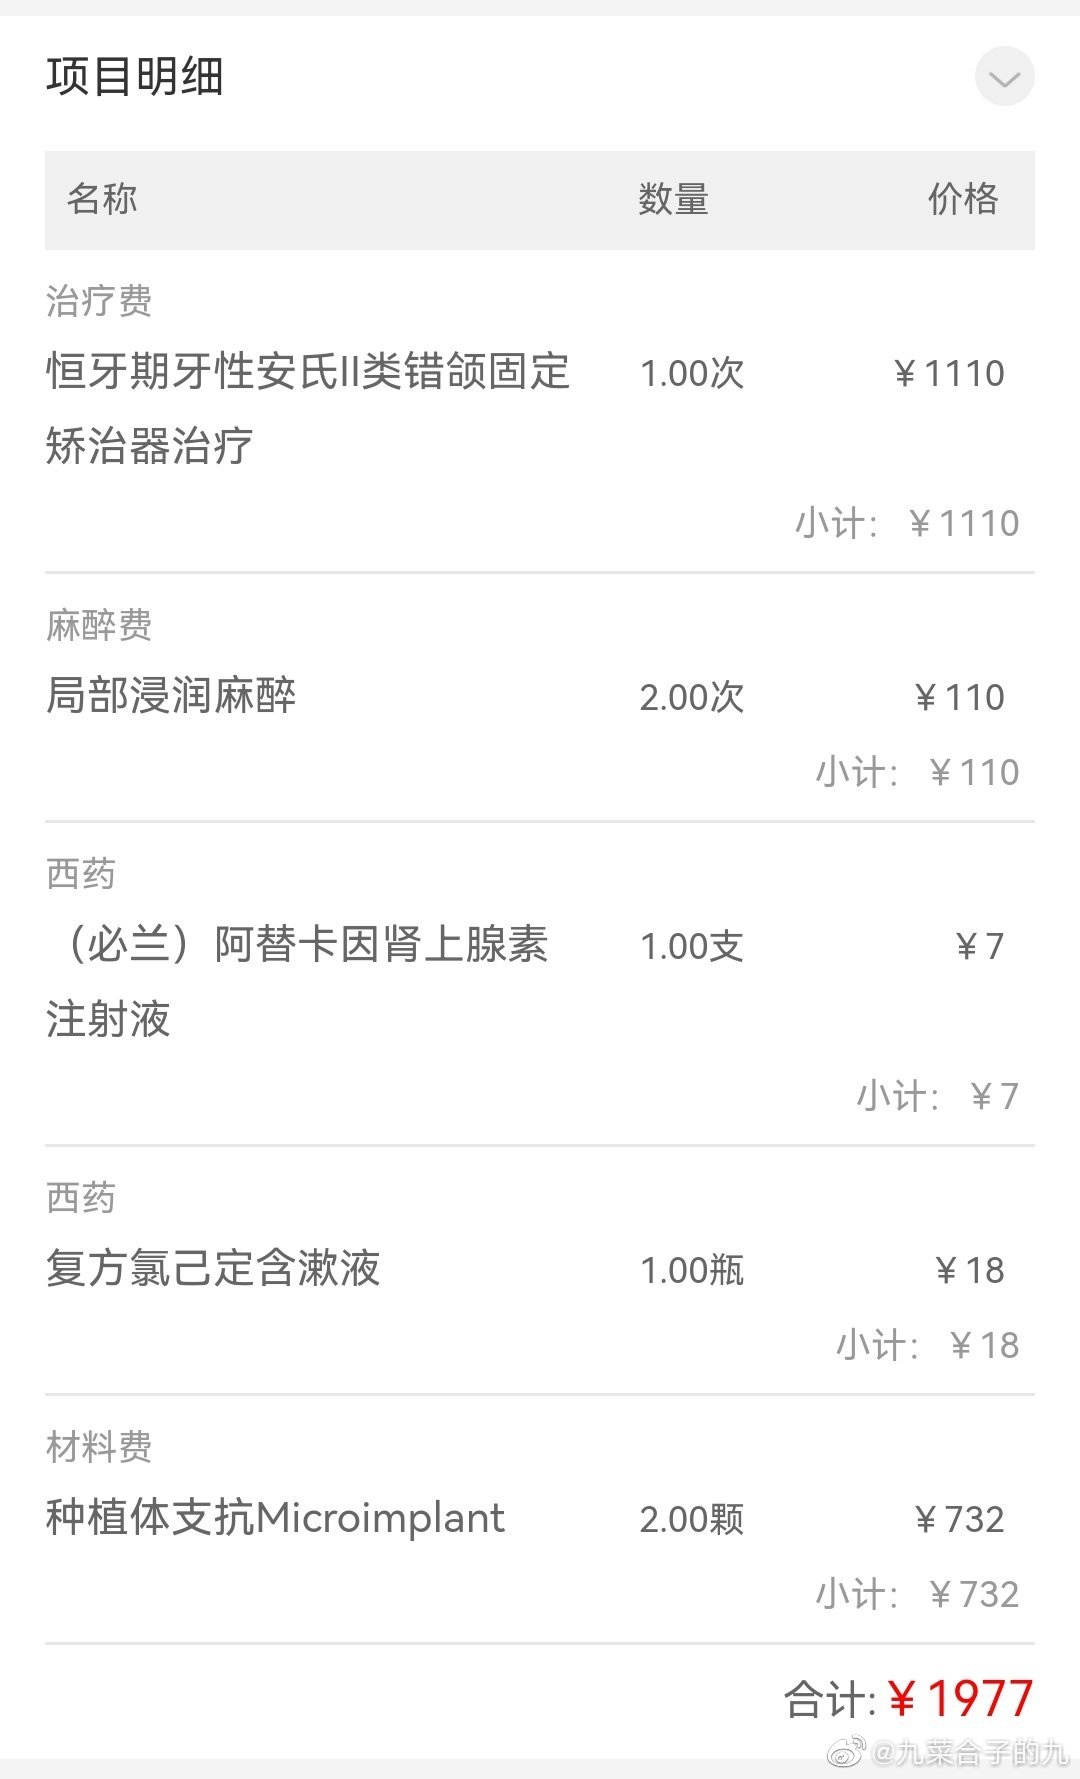 项目明细
名称 数量 价格
治疗费
恒牙期牙性安氏II类错颌固定 1.00次 ¥1110
矫治器治疗
小计： ¥1110
麻醉费
局部浸润麻醉 2.00次 ¥110
小计： ¥110
西药
（必兰）阿替卡因肾上腺素 1.00支 ¥7
注射液
小计： ¥7
西药
复方氯己定含漱液 1.00瓶 ¥18
小计： ¥18
材料费
种植体支抗Microimplant 2.00颗 ¥732
小计： ¥732
合计: ¥1977
@九菜合子的九